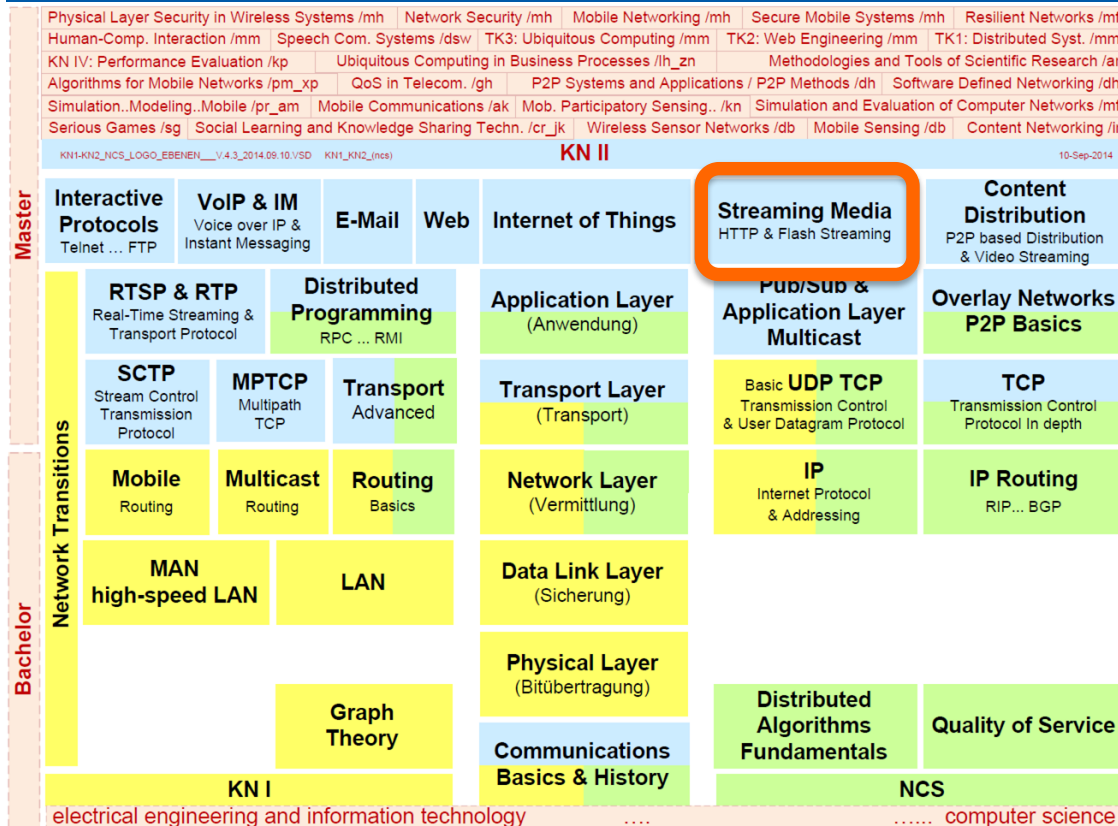 Physical Layer Security in Wireless Systems /mh Network Security /mh Mobile Networking /mh Secure Mobile Systems /mh Resilient Networks /mf
Human-Comp. Interaction /mm Speech Com. Systems /dsw TK3: Ubiquitous Computing /mm TK2: Web Engineering /mm TK1: Distributed Syst. /mm
KN IV: Performance Evaluation /kp Ubiquitous Computing in Business Processes /lh_zn Methodologies and Tools of Scientific Research /ar
Algorithms for Mobile Networks /pm_xp QoS in Telecom. /gh P2P Systems and Applications / P2P Methods /dh Software Defined Networking /dh
Simulation..Modeling..Mobile /pr_am Mobile Communications /ak Mob. Participatory Sensing.. /kn Simulation and Evaluation of Computer Networks /mf
Serious Games /sg Social Learning and Knowledge Sharing Techn. /cr_jk Wireless Sensor Networks /db Mobile Sensing /db Content Networking /ir
KN1-KN2_NCS_LOGO_EBENEN___V.4.3_2014.09.10.VSD KN1_KN2_(ncs) KN II 10-Sep-2014
Master
Interactive Protocols
Telnet ... FTP
VoIP & IM
Voice over IP &
Instant Messaging
E-Mail
Web
Internet of Things
Streaming Media
HTTP & Flash Streaming
Content
Distribution
P2P based Distribution
& Video Streaming
Network Transitions
RTSP & RTP
Real-Time Streaming &
Transport Protocol
Distributed
Programming
RPC ... RMI
Application Layer
(Anwendung)
Pub/Sub &
Application Layer
Multicast
Overlay Networks
P2P Basics
SCTP
Stream Control
Transmission
Protocol
MPTCP
Multipath
TCP
Transport
Advanced
Transport Layer
(Transport)
Basic UDP TCP
Transmission Control
& User Datagram Protocol
TCP
Transmission Control
Protocol In depth
Bachelor
Mobile
Routing
Multicast
Routing
Routing
Basics
Network Layer
(Vermittlung)
IP
Internet Protocol
& Addressing
IP Routing
RIP... BGP
MAN
high-speed LAN
LAN
Data Link Layer
(Sicherung)
Physical Layer
(Bitübertragung)
Graph
Theory
Communications
Basics & History
Distributed
Algorithms
Fundamentals
Quality of Service
KN I
NCS
electrical engineering and information technology .... ...... computer science